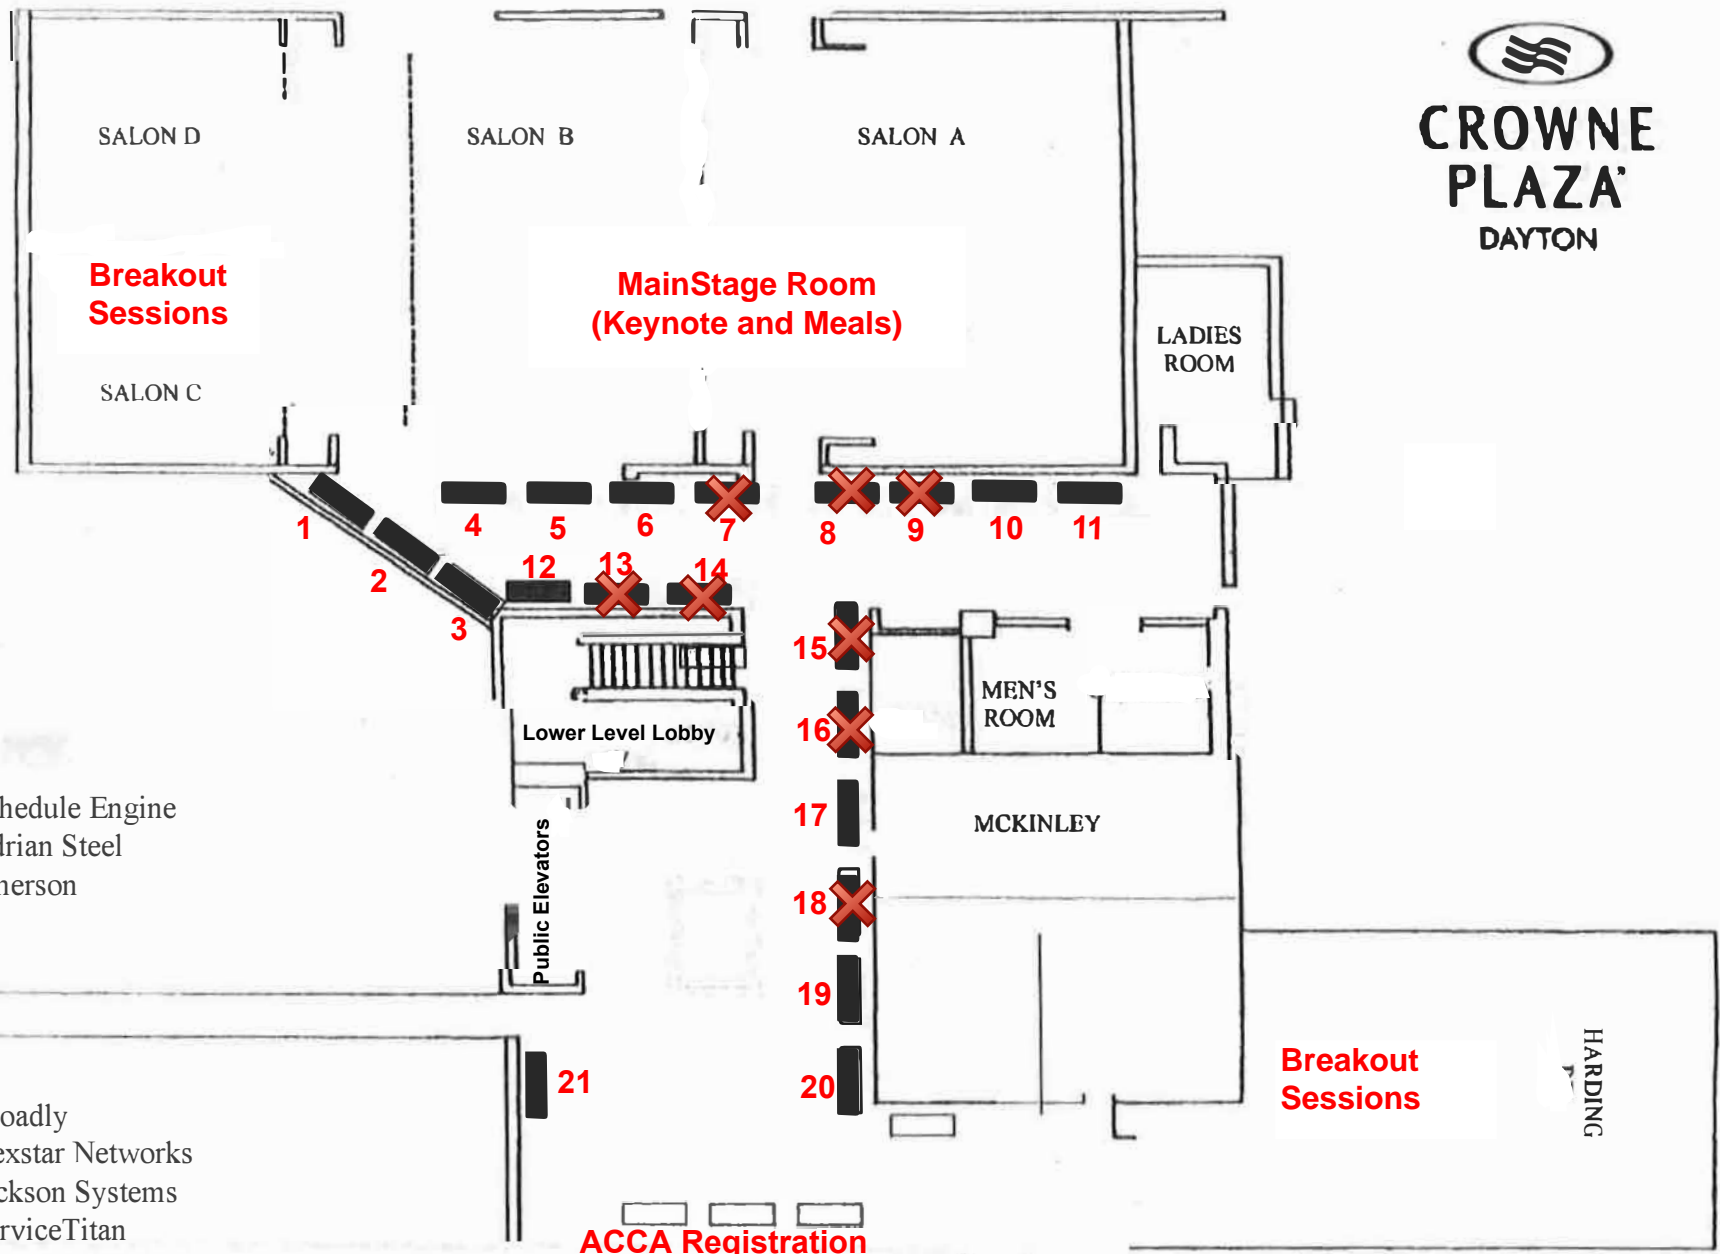 CROWNE
PLAZA
DAYTON
SALON D
SALON B
SALON A
Breakout
Sessions
MainStage Room
(Keynote and Meals)
LADIES
ROOM
SALON C
1
2
3
4
5
6
7
8
9
10
11
12
13
14
15
16
17
18
19
20
21
MEN'S
ROOM
Lower Level Lobby
MCKINLEY
Public Elevators
hedule Engine
drian Steel
nerson
Breakout
Sessions
HARDING
oadly
exstar Networks
ckson Systems
rviceTitan
ACCA Registration